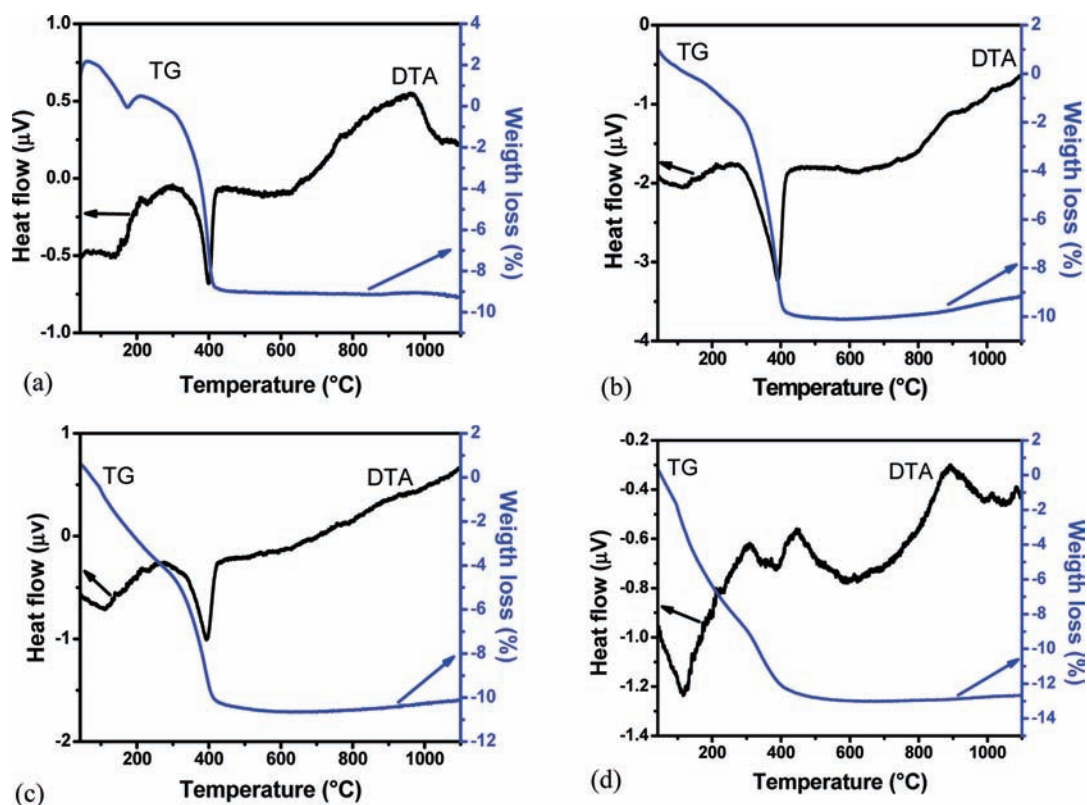 1.0
0.5
0.0
-0.5
-1.0
Heat flow (µV)
TG
DTA
4
2
0
-2
-4
-6
-8
-10
Weigth loss (%)
200 400 600 800 1000
Temperature (°C)
(a)
0
-1
-2
-3
-4
Heat flow (µV)
TG
DTA
2
0
-2
-4
-6
-8
-10
Weigth loss (%)
200 400 600 800 1000
Temperature (°C)
(b)
1
0
-1
-2
Heat flow (µV)
TG
DTA
2
0
-2
-4
-6
-8
-10
-12
Weigth loss (%)
200 400 600 800 1000
Temperature (°C)
(c)
-0.2
-0.4
-0.6
-0.8
-1.0
-1.2
-1.4
Heat flow (µV)
TG
DTA
2
0
-3
-6
-8
-11
-13
-14
Weigth loss (%)
200 400 600 800 1000
Temperature (°C)
(d)